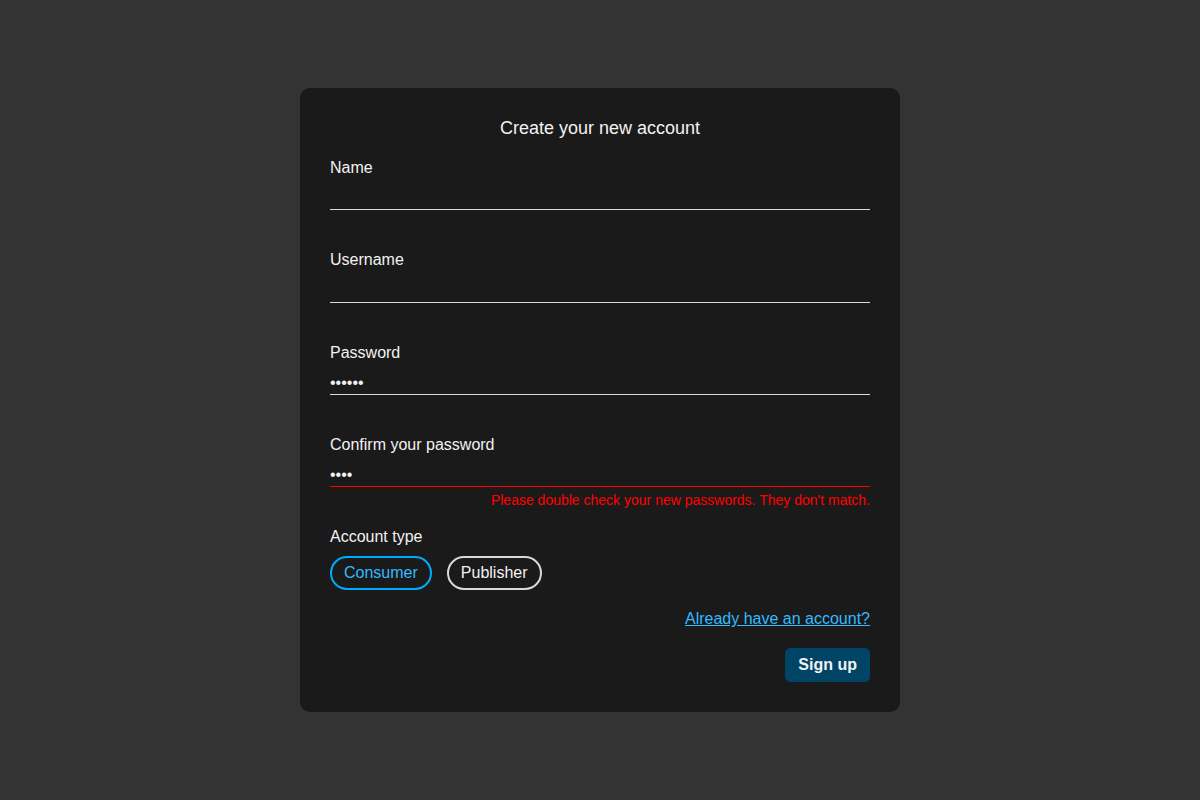 Create your new account
Name
Username
Password
••••••
Confirm your password
••••
Please double check your new passwords. They don't match.
Account type
Consumer Publisher
Already have an account?
Sign up